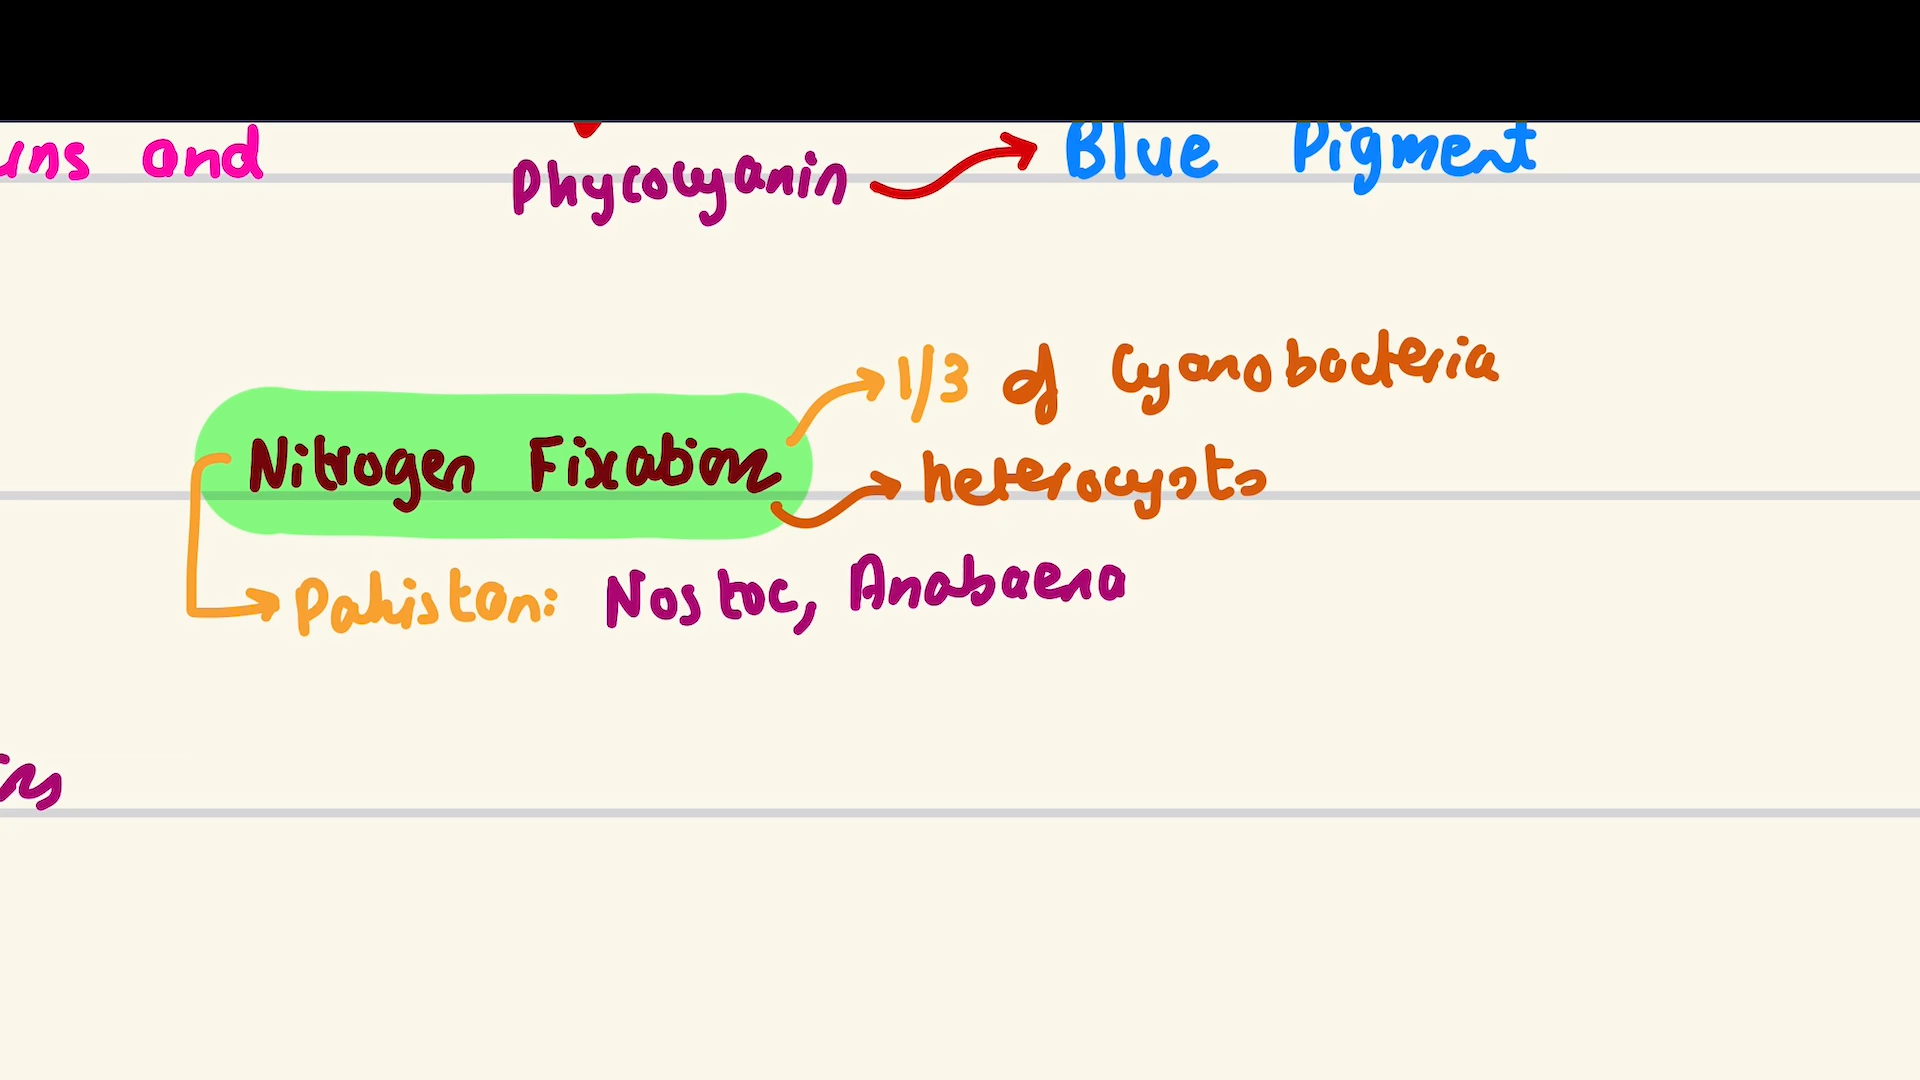 and
Phycocyanin → Blue Pigment
1/3 of Cyanobacteria
Nitrogen Fixation
heterocysts
Pakistan: Nostoc, Anabaena